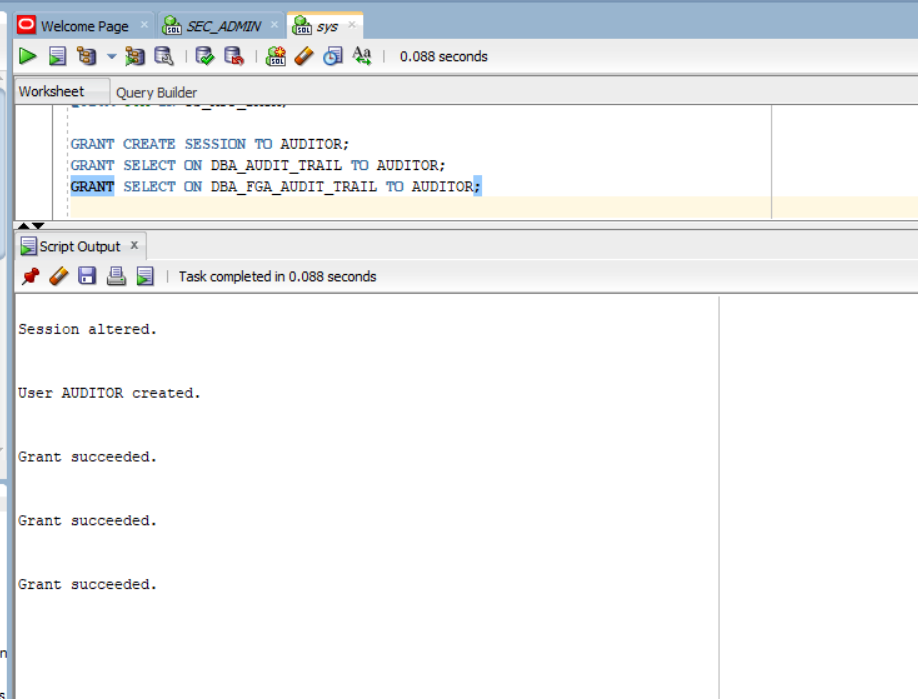 Welcome Page × SEC_ADMIN × sys ×
0.088 seconds
Worksheet Query Builder
GRANT CREATE SESSION TO AUDITOR;
GRANT SELECT ON DBA_AUDIT_TRAIL TO AUDITOR;
GRANT SELECT ON DBA_FGA_AUDIT_TRAIL TO AUDITOR;
Script Output x
Task completed in 0.088 seconds
Session altered.
User AUDITOR created.
Grant succeeded.
Grant succeeded.
Grant succeeded.
n
s